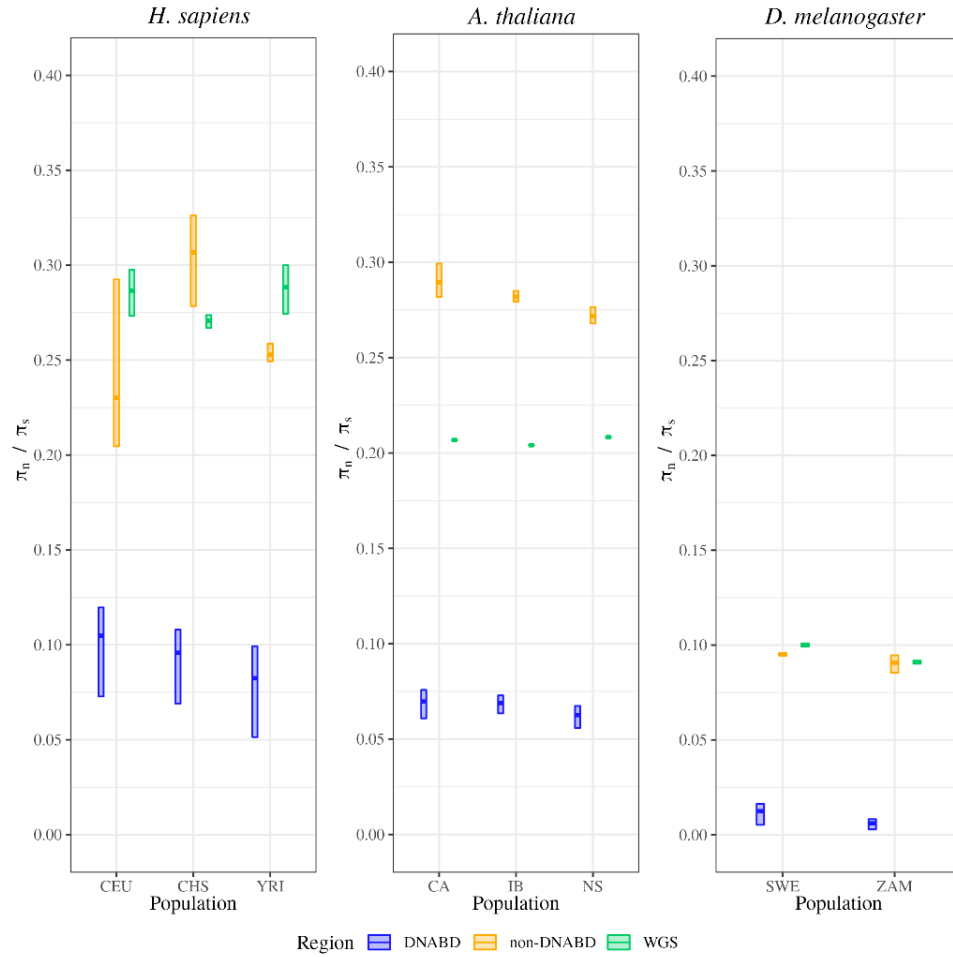 H. sapiens
A. thaliana
D. melanogaster
0.40
0.35
0.30
0.25
0.20
0.15
0.10
0.05
0.00
πn / πs
CEU CHS YRI
Population
0.40
0.35
0.30
0.25
0.20
0.15
0.10
0.05
0.00
πn / πs
CA IB NS
Population
0.40
0.35
0.30
0.25
0.20
0.15
0.10
0.05
0.00
πn / πs
SWE ZAM
Population
Region DNABD non-DNABD WGS